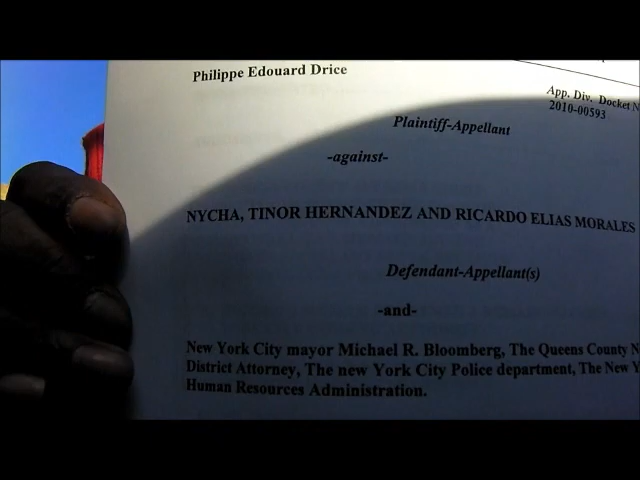 Philippe Edouard Drice
App. Div. Docket
2010-00593
Plaintiff-Appellant
-against-
NYCHA, TINOR HERNANDEZ AND RICARDO ELIAS MORALES
Defendant-Appellant(s)
-and-
New York City mayor Michael R. Bloomberg, The Queens County
District Attorney, The new York City Police department, The New
Human Resources Administration.